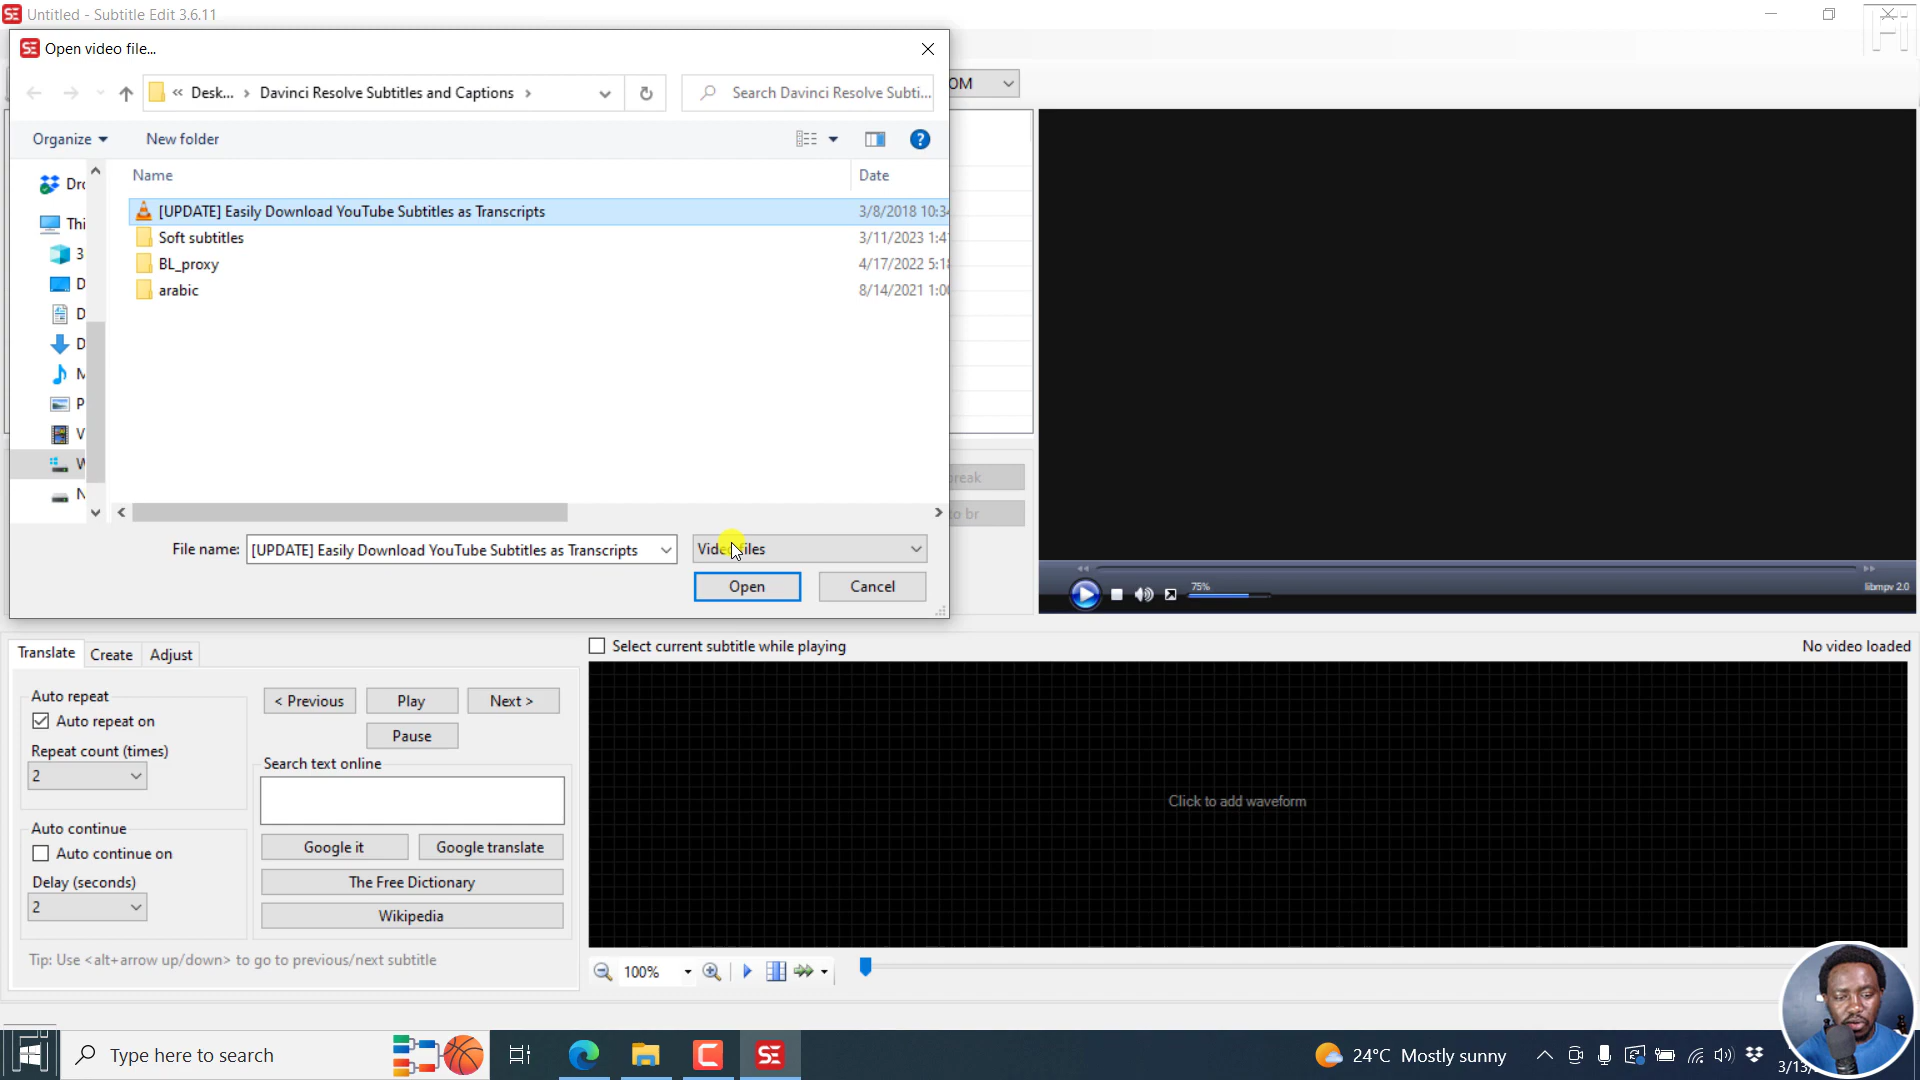 Untitled - Subtitle Edit 3.6.11
Open video file...
« Desk... › Davinci Resolve Subtitles and Captions ›
Search Davinci Resolve Subti...
Organize
New folder
Name
Date
[UPDATE] Easily Download YouTube Subtitles as Transcripts
3/8/2018 10:34
Soft subtitles
3/11/2023 1:4
BL_proxy
4/17/2022 5:1
arabic
8/14/2021 1:0
Thi
3
D
D
D
M
P
V
N
File name:
[UPDATE] Easily Download YouTube Subtitles as Transcripts
Open
Cancel
75%
libmpv 2.0
Translate
Create
Adjust
Select current subtitle while playing
No video loaded
Auto repeat
Auto repeat on
Repeat count (times)
2
< Previous
Play
Next >
Pause
Search text online
Auto continue
Auto continue on
Delay (seconds)
2
Google it
Google translate
The Free Dictionary
Wikipedia
Tip: Use <alt+arrow up/down> to go to previous/next subtitle
Click to add waveform
100%
Type here to search
24°C Mostly sunny
3/13/